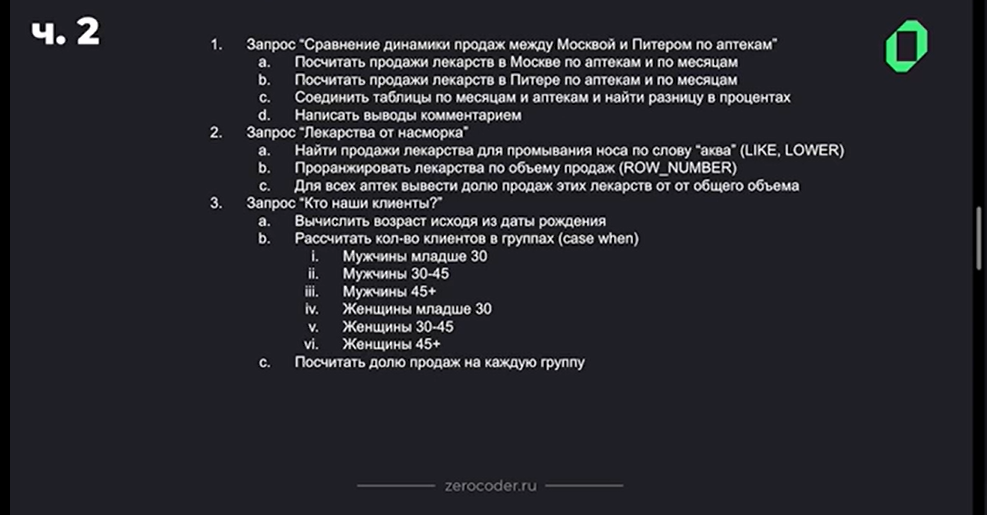 ч. 2
1. Запрос “Сравнение динамики продаж между Москвой и Питером по аптекам”
a. Посчитать продажи лекарств в Москве по аптекам и по месяцам
b. Посчитать продажи лекарств в Питере по аптекам и по месяцам
c. Соединить таблицы по месяцам и аптекам и найти разницу в процентах
d. Написать выводы комментарием
2. Запрос “Лекарства от насморка”
a. Найти продажи лекарства для промывания носа по слову “аква” (LIKE, LOWER)
b. Проранжировать лекарства по объему продаж (ROW_NUMBER)
c. Для всех аптек вывести долю продаж этих лекарств от от общего объема
3. Запрос “Кто наши клиенты?”
a. Вычислить возраст исходя из даты рождения
b. Рассчитать кол-во клиентов в группах (case when)
i. Мужчины младше 30
ii. Мужчины 30-45
iii. Мужчины 45+
iv. Женщины младше 30
v. Женщины 30-45
vi. Женщины 45+
c. Посчитать долю продаж на каждую группу
zerocoder.ru